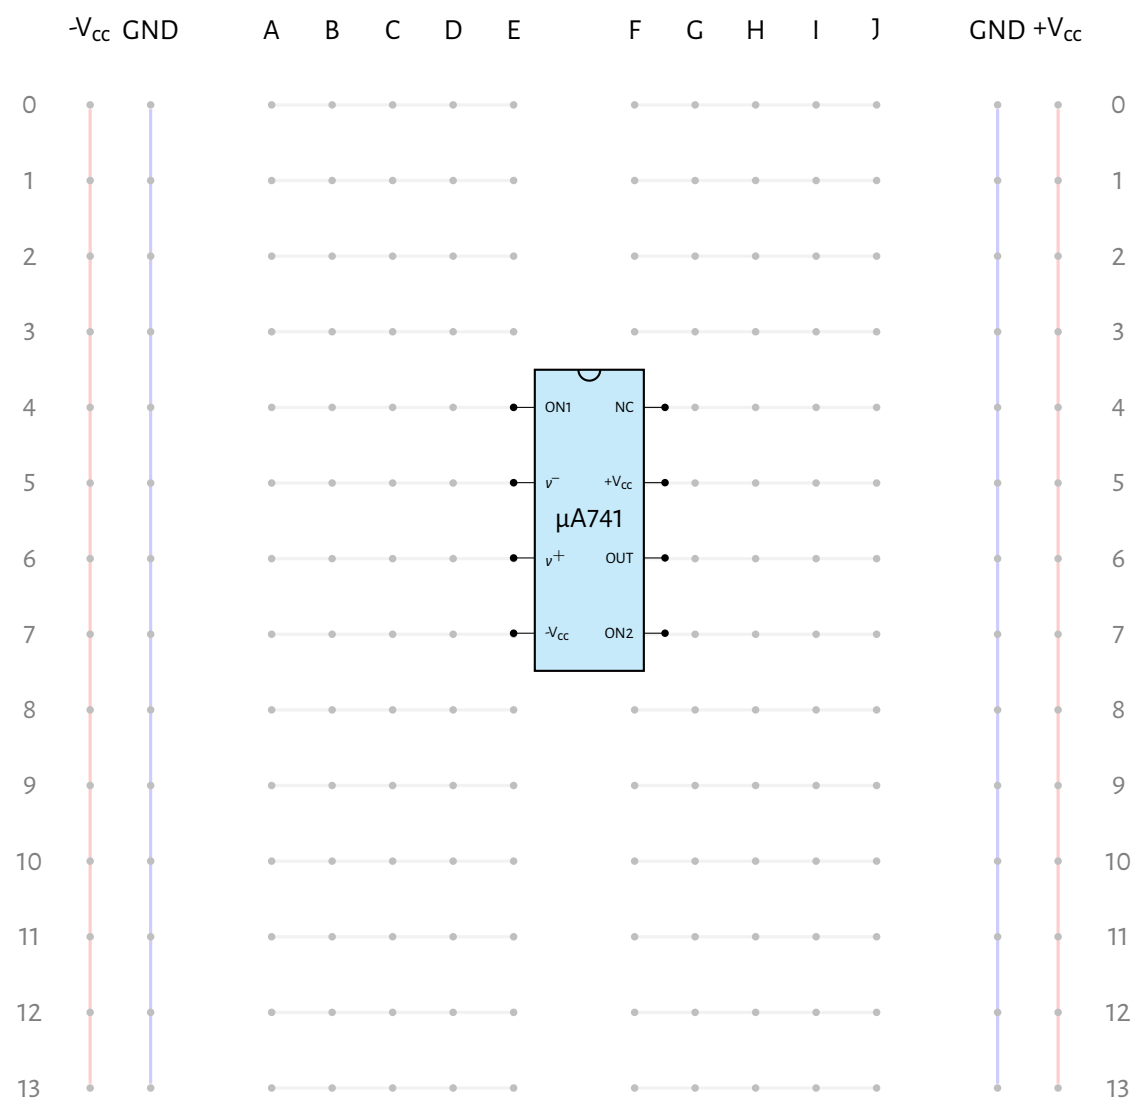 -Vcc GND A B C D E F G H I J GND +Vcc
0 0
1 1
2 2
3 3
4 ON1 NC 4
5 v⁻ +Vcc 5
µA741
6 v⁺ OUT 6
7 -Vcc ON2 7
8 8
9 9
10 10
11 11
12 12
13 13